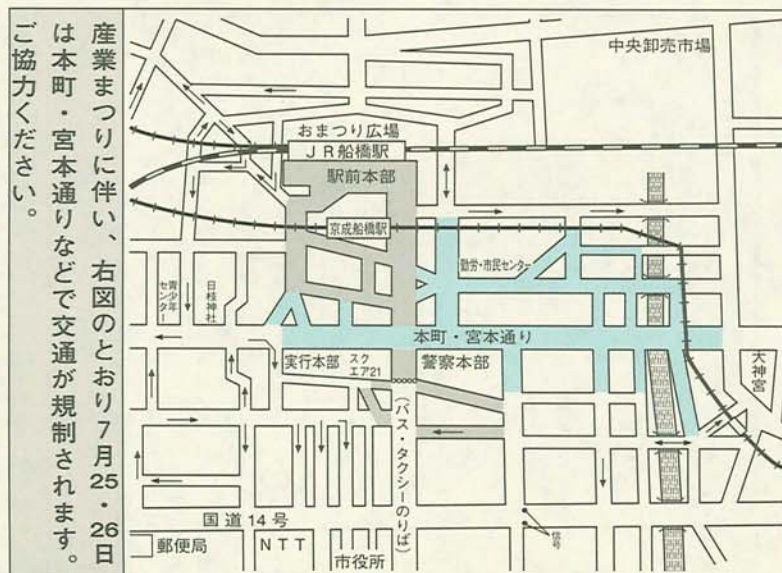 産業まつりに伴い、右図のとおり7月25・26日
は本町・宮本通りなどで交通が規制されます。
ご協力ください。
中央卸売市場
おまつり広場
JR船橋駅
駅前本部
京成船橋駅
勤労・市民センター
青少年
センター
日枝神社
本町・宮本通り
実行本部
スク
エア21
警察本部
大神宮
(バス・タクシーのりば)
国道14号
信号
郵便局
NTT
市役所